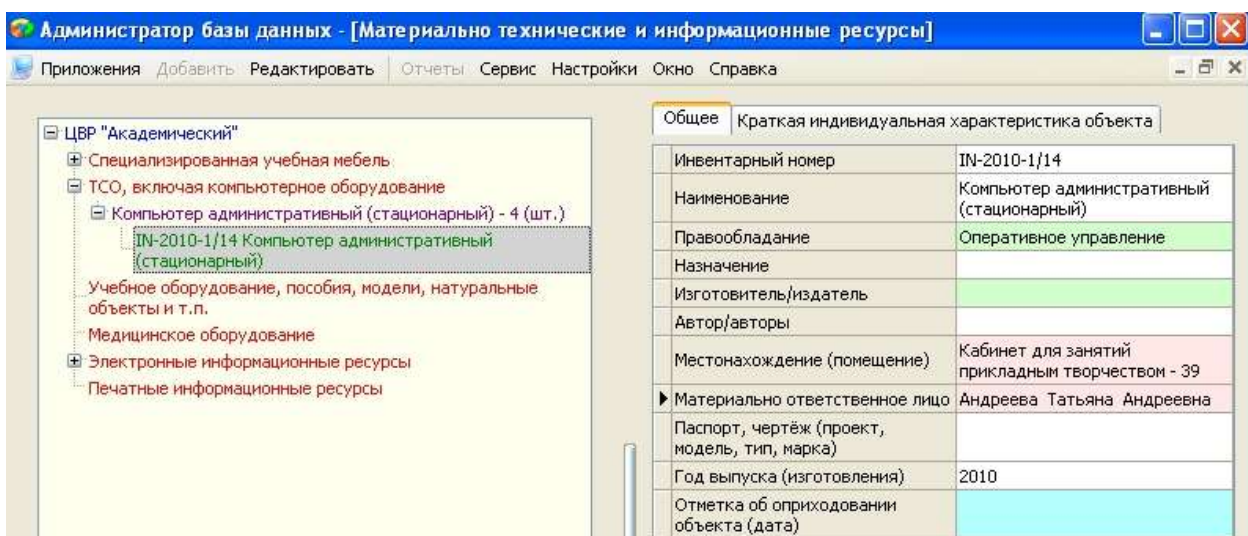 Администратор базы данных - [Материально технические и информационные ресурсы]
Приложения Добавить Редактировать Отчеты Сервис Настройки Окно Справка
ЦВР "Академический"
Специализированная учебная мебель
ТСО, включая компьютерное оборудование
Компьютер административный (стационарный) - 4 (шт.)
IN-2010-1/14 Компьютер административный
(стационарный)
Учебное оборудование, пособия, модели, натуральные
объекты и т.п.
Медицинское оборудование
Электронные информационные ресурсы
Печатные информационные ресурсы
Общее Краткая индивидуальная характеристика объекта
Инвентарный номер IN-2010-1/14
Наименование Компьютер административный
(стационарный)
Правообладание Оперативное управление
Назначение
Изготовитель/издатель
Автор/авторы
Местонахождение (помещение) Кабинет для занятий
прикладным творчеством - 39
Материально ответственное лицо Андреева Татьяна Андреевна
Паспорт, чертёж (проект,
модель, тип, марка)
Год выпуска (изготовления) 2010
Отметка об оприходовании
объекта (дата)